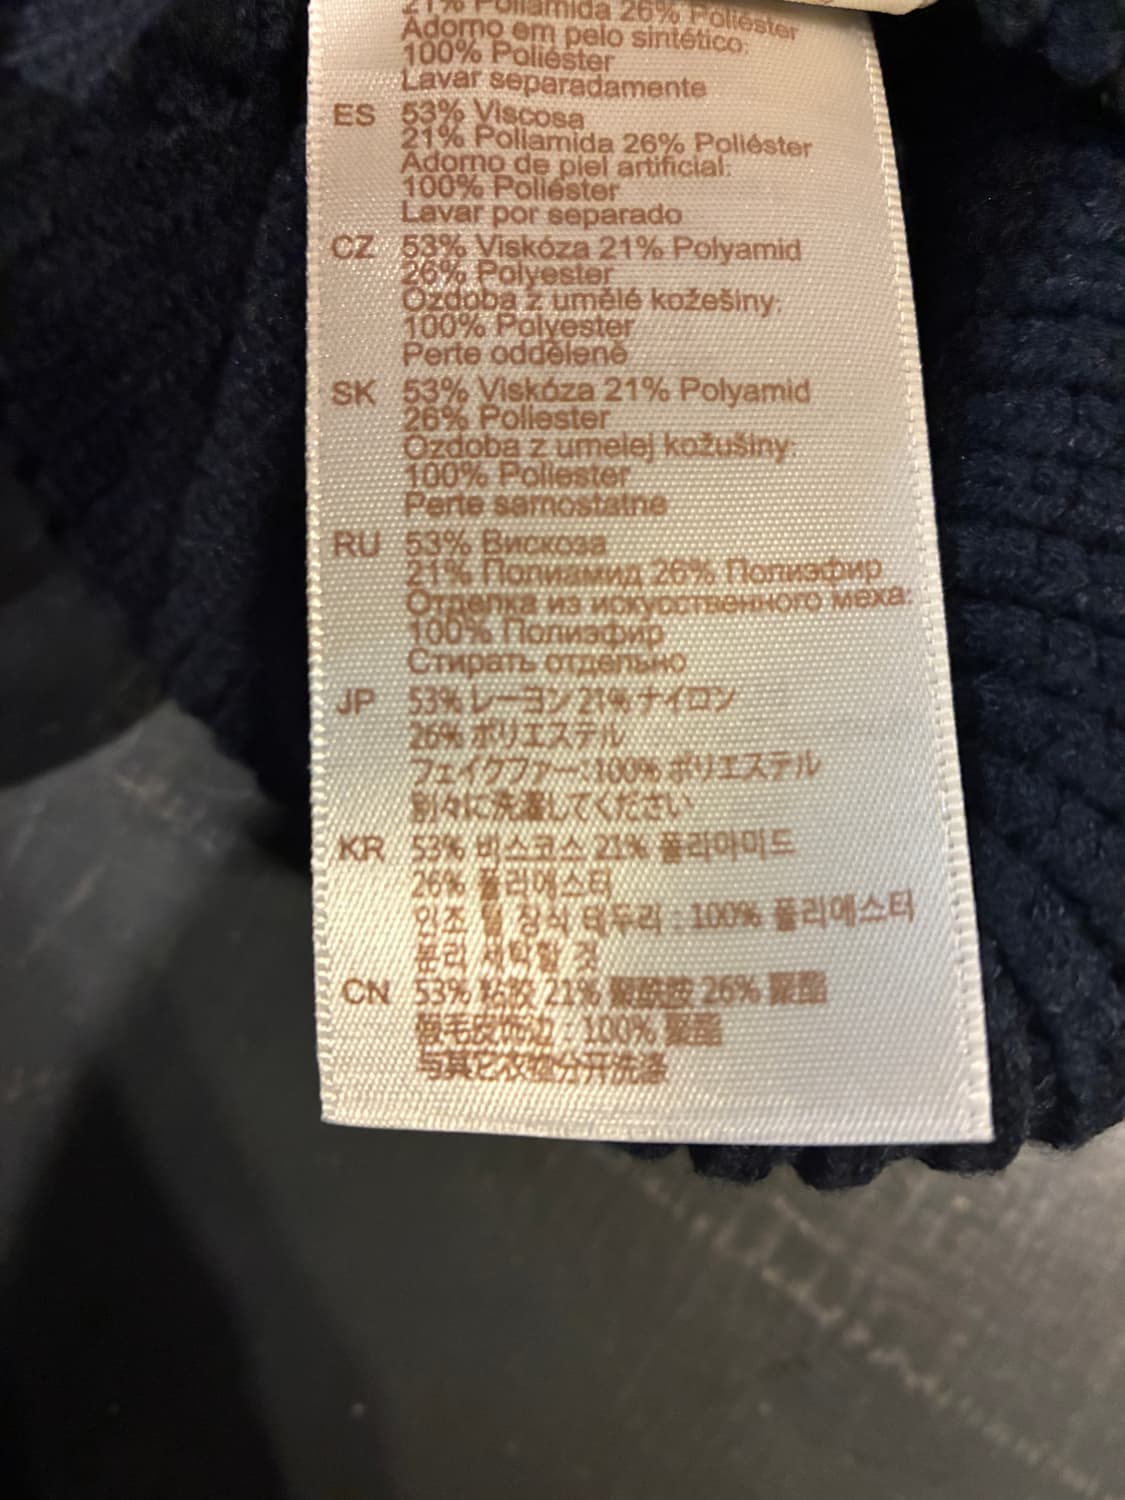 21% Poliamida 26% Poliéster
Adorno em pelo sintético:
100% Poliéster
Lavar separadamente
ES 53% Viscosa
21% Poliamida 26% Poliéster
Adorno de piel artificial:
100% Poliéster
Lavar por separado
CZ 53% Viskóza 21% Polyamid
26% Polyester
Ozdoba z umělé kožešiny:
100% Polyester
Perte odděleně
SK 53% Viskóza 21% Polyamid
26% Poliester
Ozdoba z umelej kožušiny:
100% Poliester
Perte samostatne
RU 53% Вискоза
21% Полиамид 26% Полиэфир
Отделка из искусственного меха:
100% Полиэфир
Стирать отдельно
JP 53% レーヨン 21% ナイロン
26% ポリエステル
フェイクファー:100% ポリエステル
別々に洗濯してください
KR 53% 비스코스 21% 폴리아미드
26% 폴리에스터
인조 털 장식 테두리 : 100% 폴리에스터
분리 세탁할 것
CN 53% 粘胶 21% 聚酰胺 26% 聚酯
假毛皮饰边 : 100% 聚酯
与其它衣物分开洗涤